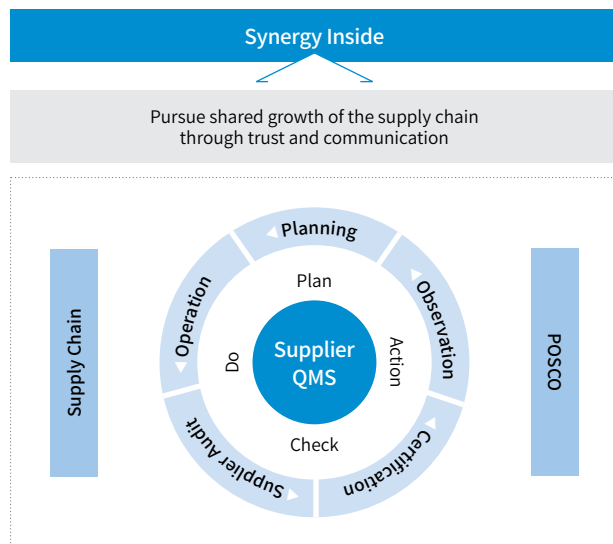 Synergy Inside
Pursue shared growth of the supply chain
through trust and communication
Planning
Plan
Operation
Observation
Supply Chain
Do
Supplier
QMS
Action
POSCO
Check
Supplier Audit
Certification